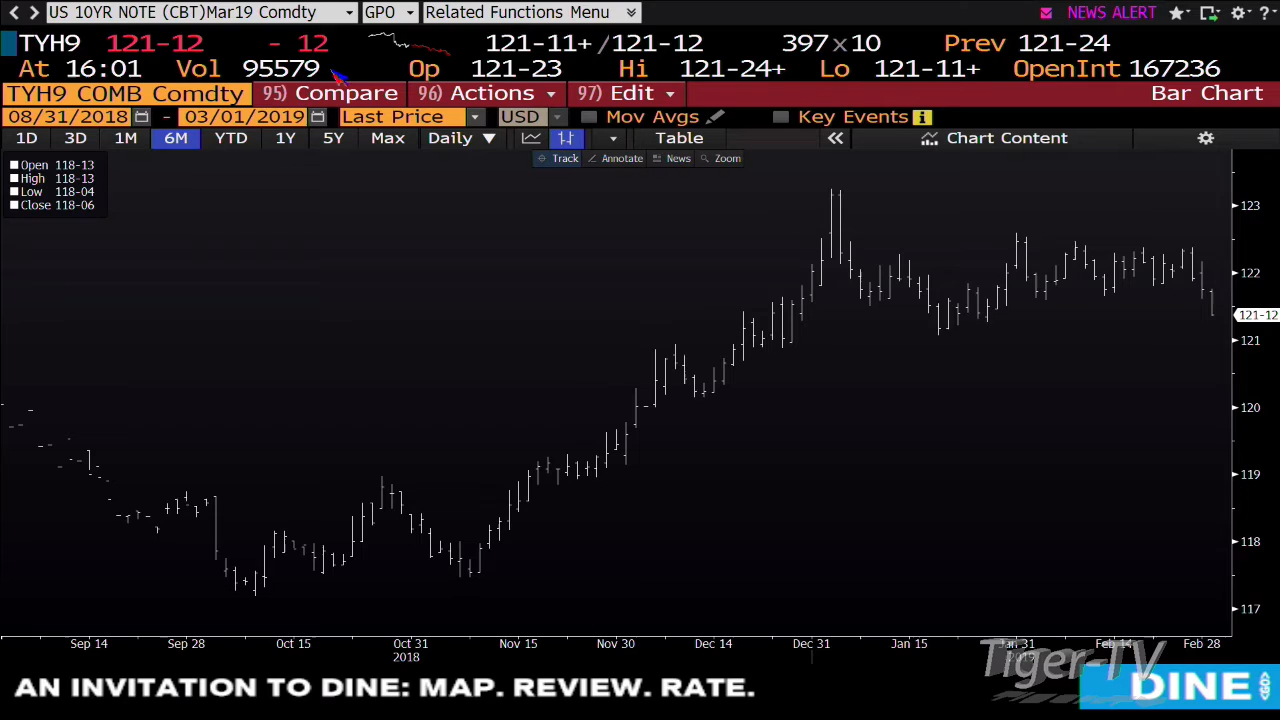 US 10YR NOTE (CBT)Mar19 Comdty GPO Related Functions Menu NEWS ALERT ?
TYH9 121-12 - 12 121-11+ /121-12 397 x 10 Prev 121-24
At 16:01 Vol 95579 Op 121-23 Hi 121-24+ Lo 121-11+ OpenInt 167236
TYH9 COMB Comdty 95) Compare 96) Actions 97) Edit Bar Chart
08/31/2018 - 03/01/2019 Last Price USD Mov Avgs Key Events i
1D 3D 1M 6M YTD 1Y 5Y Max Daily Table « Chart Content
Track Annotate News Zoom
Open 118-13
High 118-13
Low 118-04
Close 118-06
123
122
121-12
121
120
119
118
117
Sep 14 Sep 28 Oct 15 Oct 31 Nov 15 Nov 30 Dec 14 Dec 31 Jan 15 Jan 31 Feb 14 Feb 28
2018 2019
Tiger-TV
AN INVITATION TO DINE: MAP. REVIEW. RATE. DINE